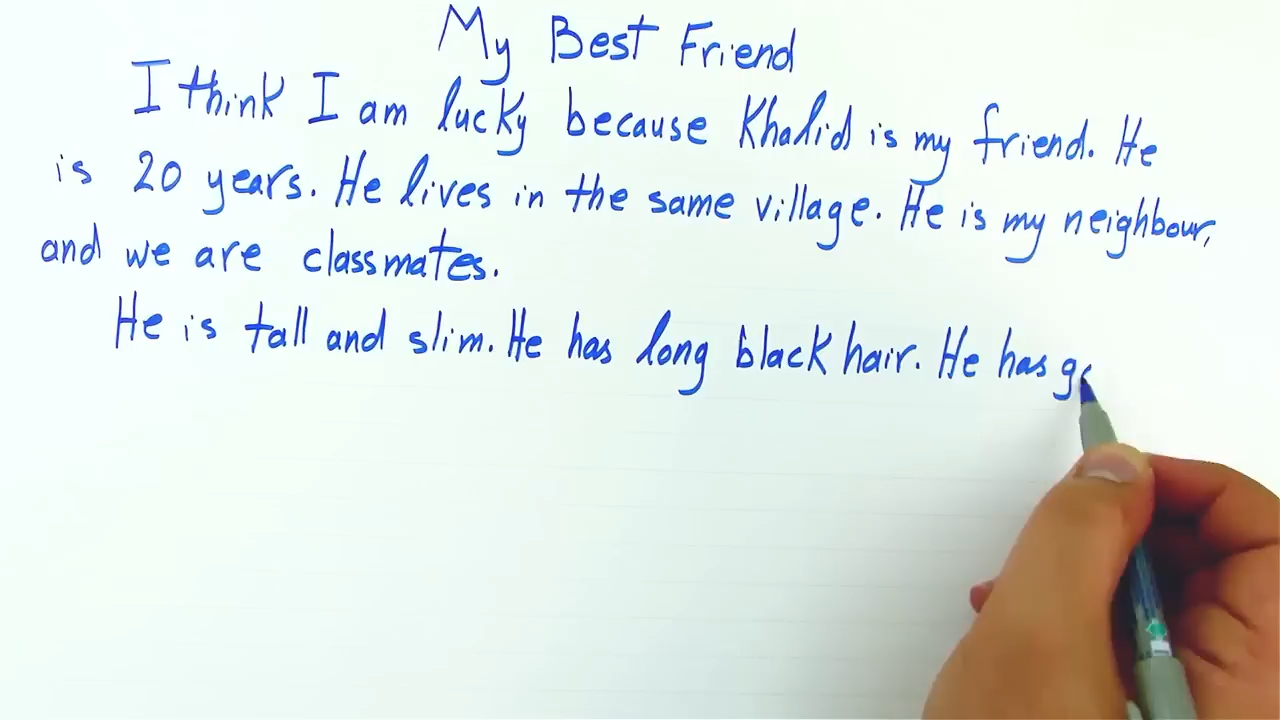 My Best Friend
I think I am lucky because Khalid is my friend. He
is 20 years. He lives in the same village. He is my neighbour,
and we are classmates.
He is tall and slim. He has long black hair. He has